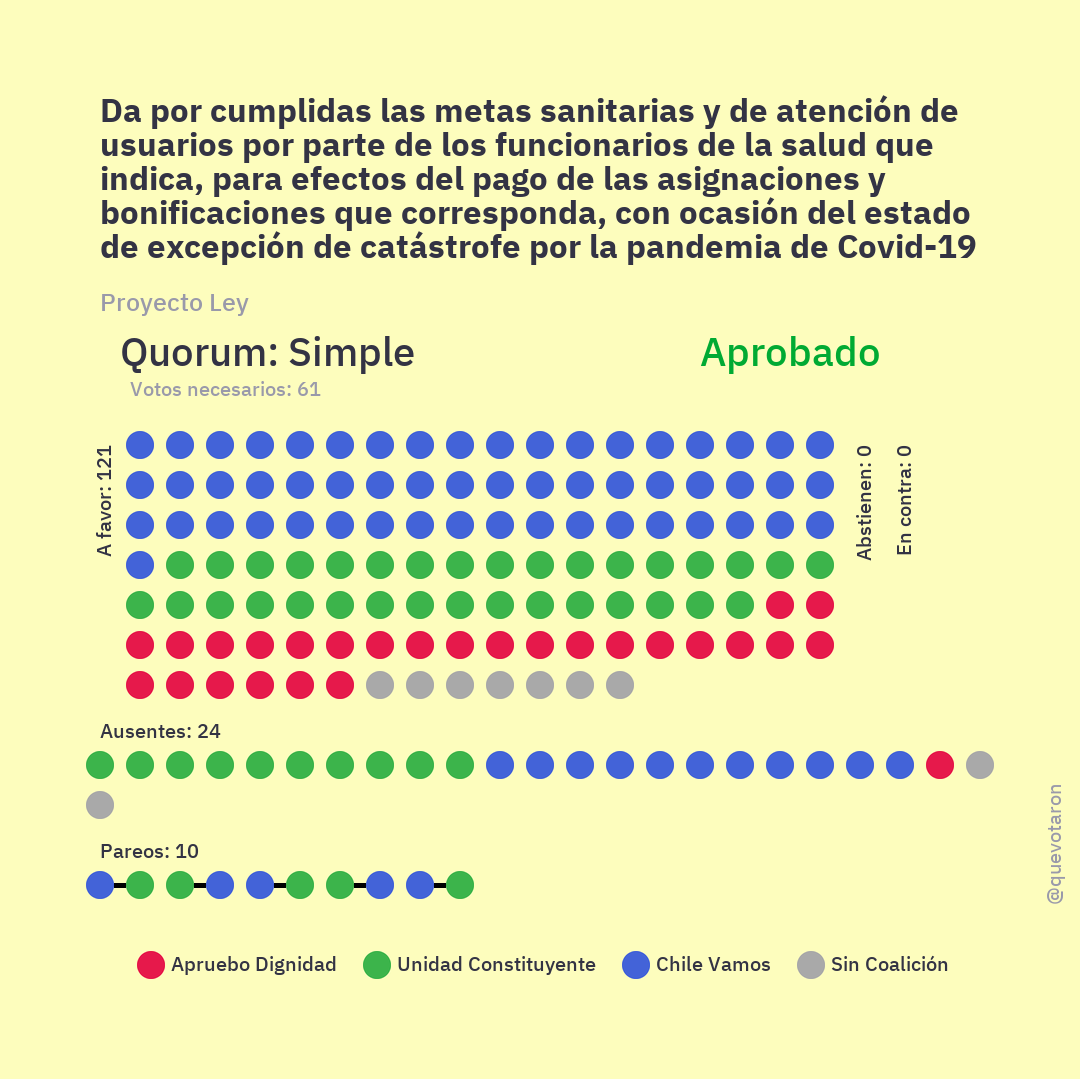 Da por cumplidas las metas sanitarias y de atención de
usuarios por parte de los funcionarios de la salud que
indica, para efectos del pago de las asignaciones y
bonificaciones que corresponda, con ocasión del estado
de excepción de catástrofe por la pandemia de Covid-19
Proyecto Ley
Quorum: Simple
Aprobado
Votos necesarios: 61
A favor: 121
Abstienen: 0
En contra: 0
Ausentes: 24
Pareos: 10
@quevotaron
Apruebo Dignidad
Unidad Constituyente
Chile Vamos
Sin Coalición